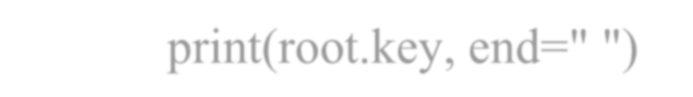 print(root.key, end=" ")